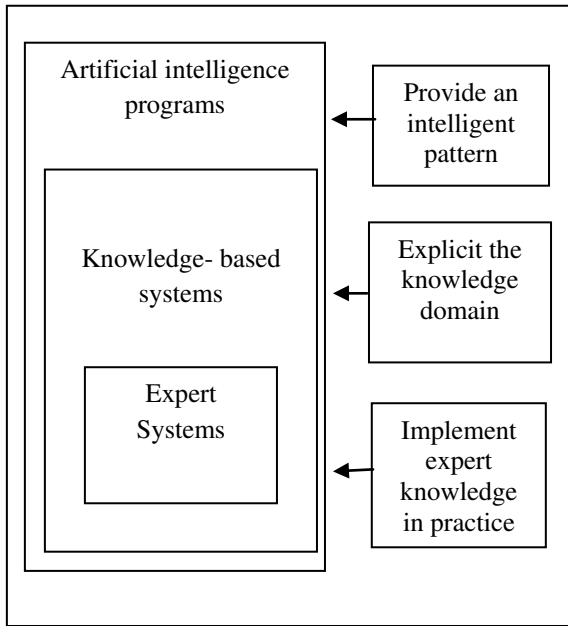 Artificial intelligence
programs
Provide an
intelligent
pattern
Knowledge- based
systems
Explicit the
knowledge
domain
Expert
Systems
Implement
expert
knowledge
in practice